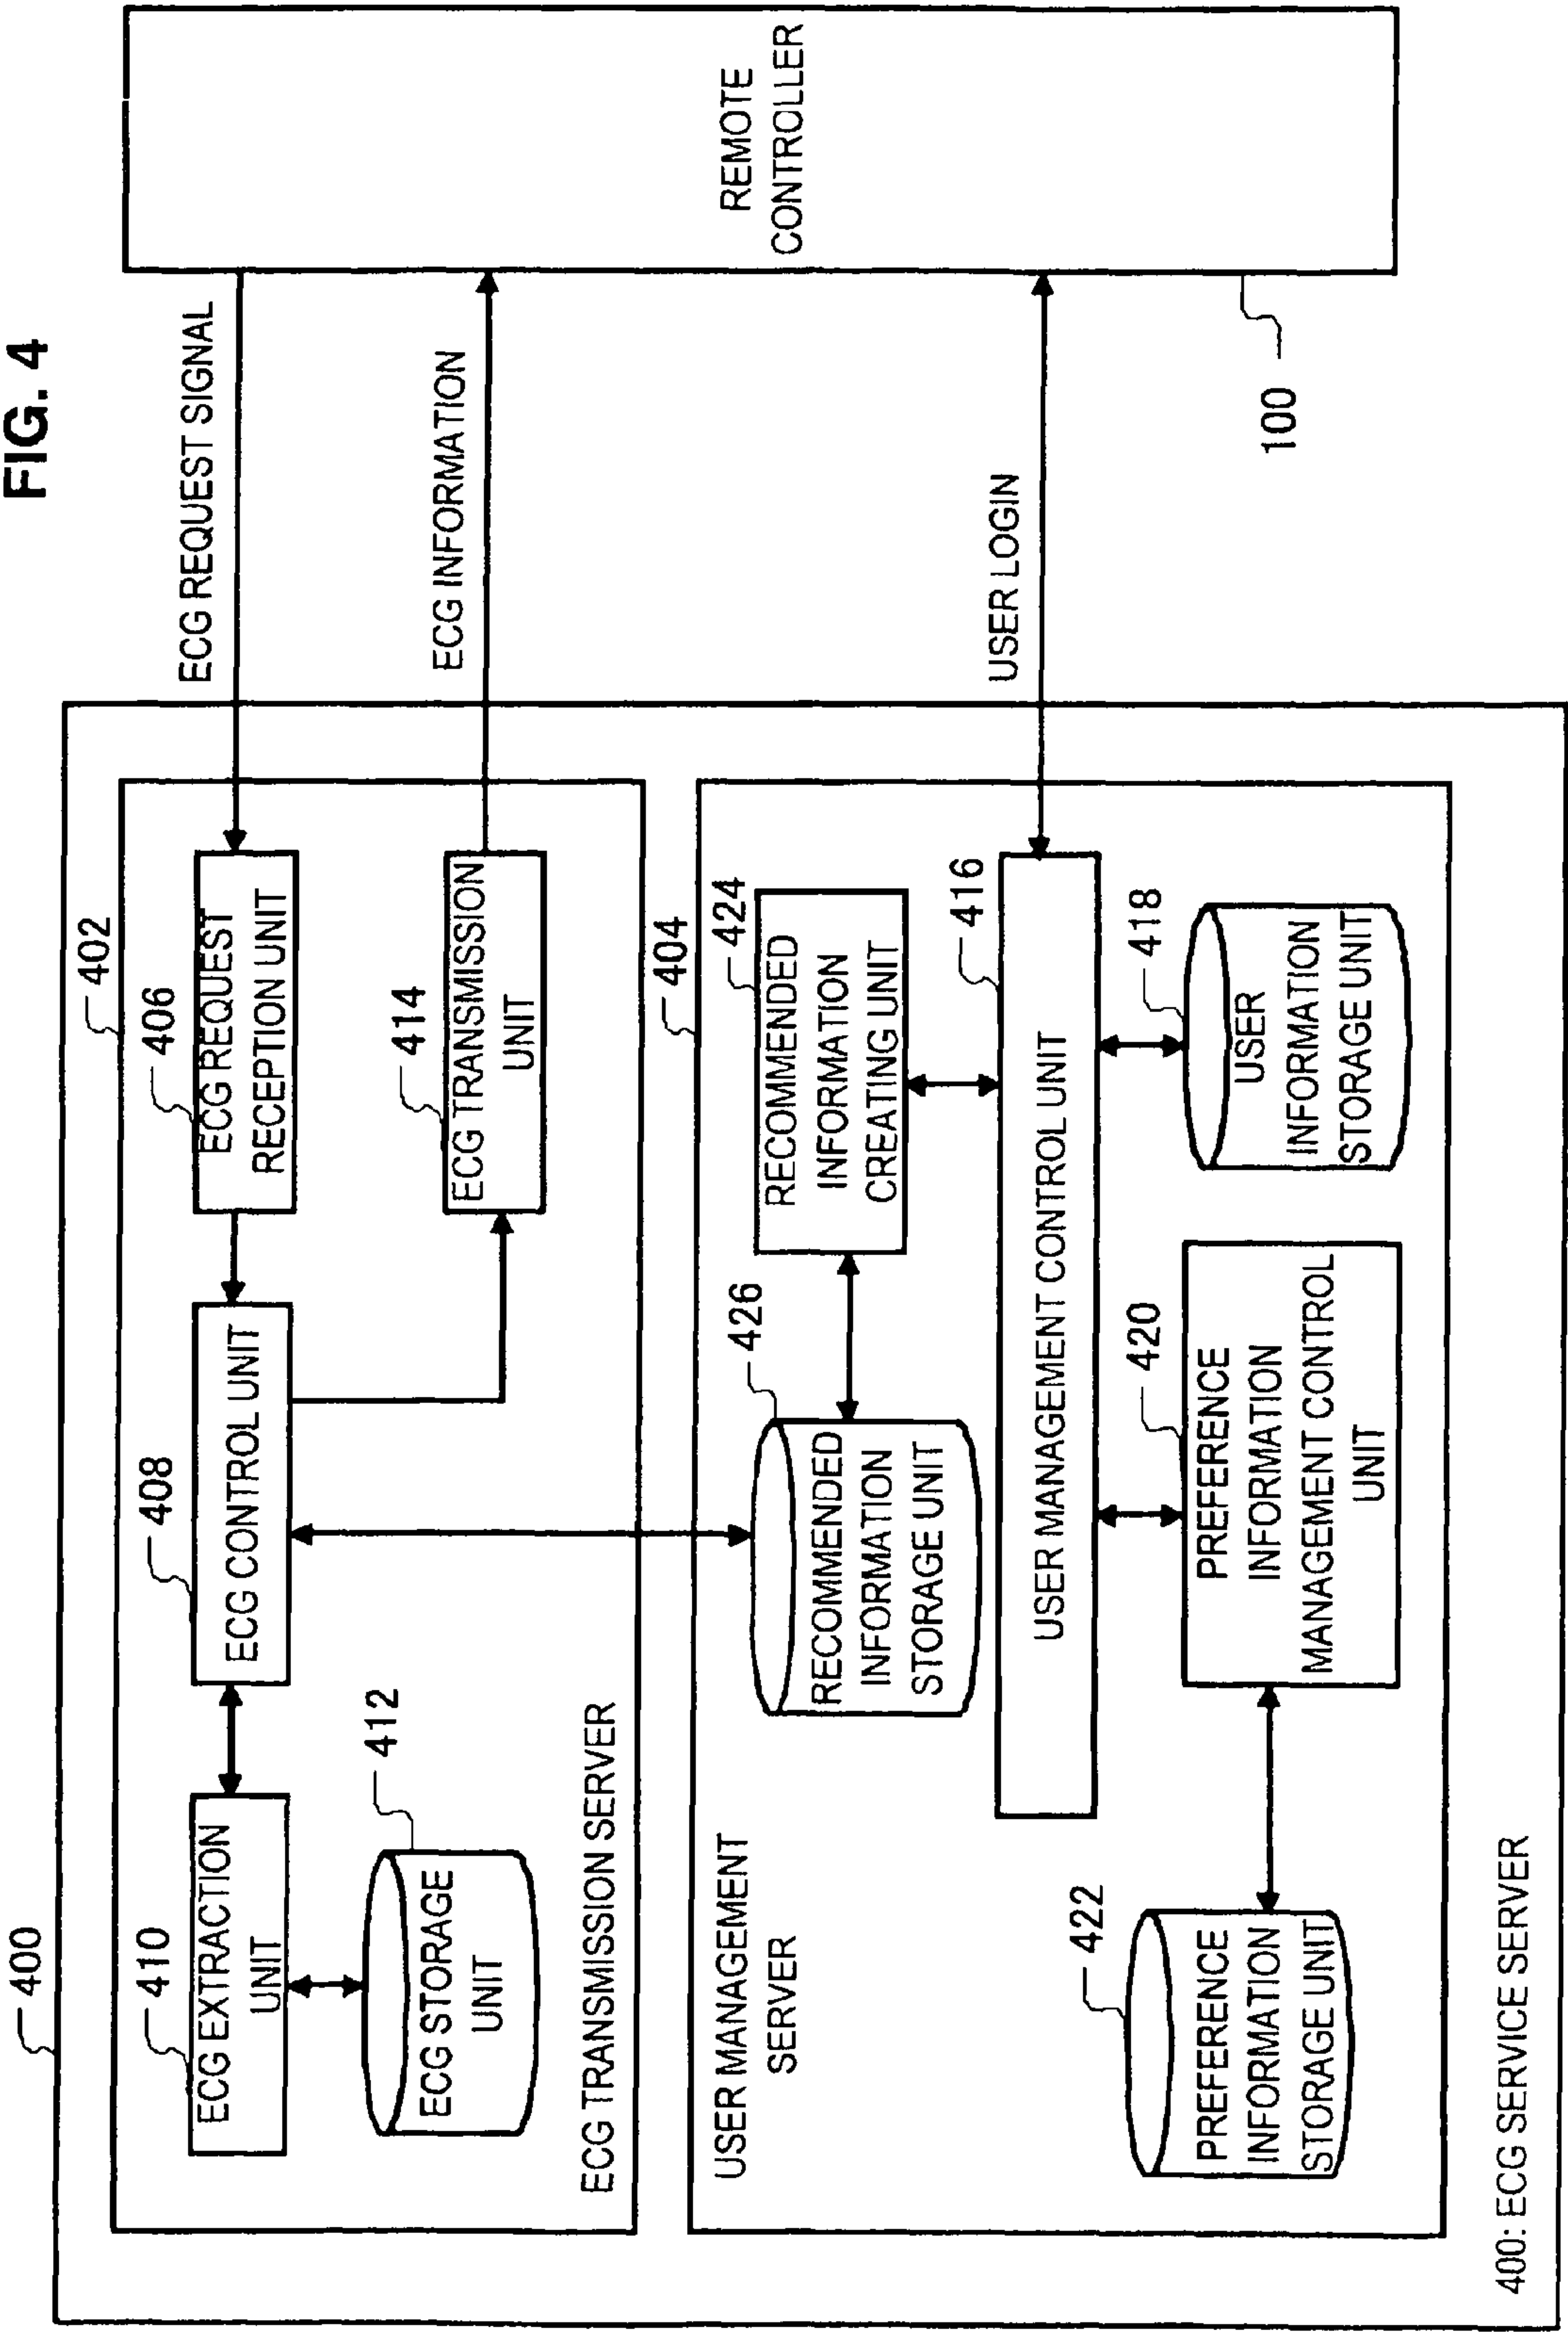 FIG. 4
400
402
410
ECG EXTRACTION
UNIT
408
ECG CONTROL UNIT
406
ECG REQUEST
RECEPTION UNIT
ECG REQUEST SIGNAL
412
ECG STORAGE
UNIT
414
ECG TRANSMISSION
UNIT
ECG INFORMATION
ECG TRANSMISSION SERVER
REMOTE
CONTROLLER
100
404
USER MANAGEMENT
SERVER
426
RECOMMENDED
INFORMATION
STORAGE UNIT
424
RECOMMENDED
INFORMATION
CREATING UNIT
416
USER MANAGEMENT CONTROL UNIT
USER LOGIN
422
PREFERENCE
INFORMATION
STORAGE UNIT
420
PREFERENCE
INFORMATION
MANAGEMENT CONTROL
UNIT
418
USER
INFORMATION
STORAGE UNIT
400: ECG SERVICE SERVER